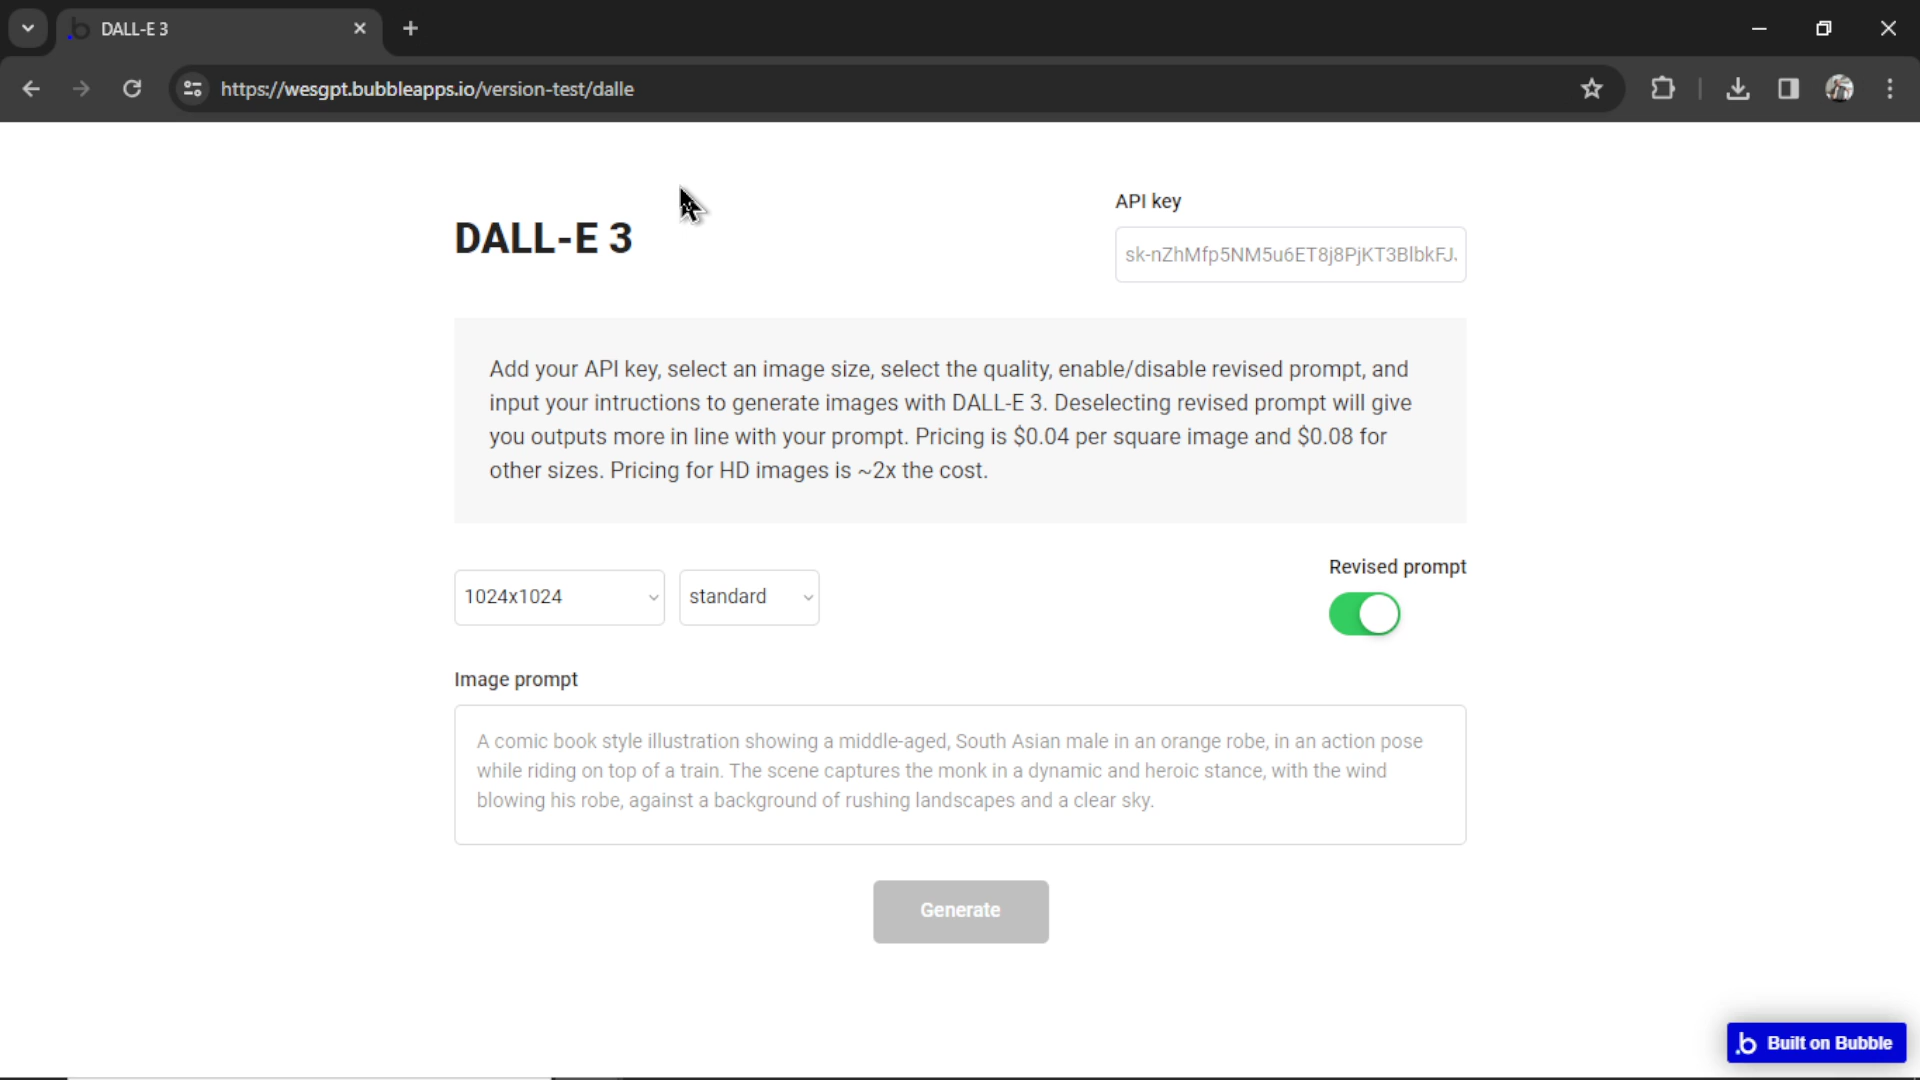 DALL-E 3
https://wesgpt.bubbleapps.io/version-test/dalle
API key
DALL-E 3
sk-nZhMfp5NM5u6ET8j8PjKT3BlbkFJ
Add your API key, select an image size, select the quality, enable/disable revised prompt, and
input your intructions to generate images with DALL-E 3. Deselecting revised prompt will give
you outputs more in line with your prompt. Pricing is $0.04 per square image and $0.08 for
other sizes. Pricing for HD images is ~2x the cost.
Revised prompt
1024x1024
standard
Image prompt
A comic book style illustration showing a middle-aged, South Asian male in an orange robe, in an action pose
while riding on top of a train. The scene captures the monk in a dynamic and heroic stance, with the wind
blowing his robe, against a background of rushing landscapes and a clear sky.
Generate
Built on Bubble